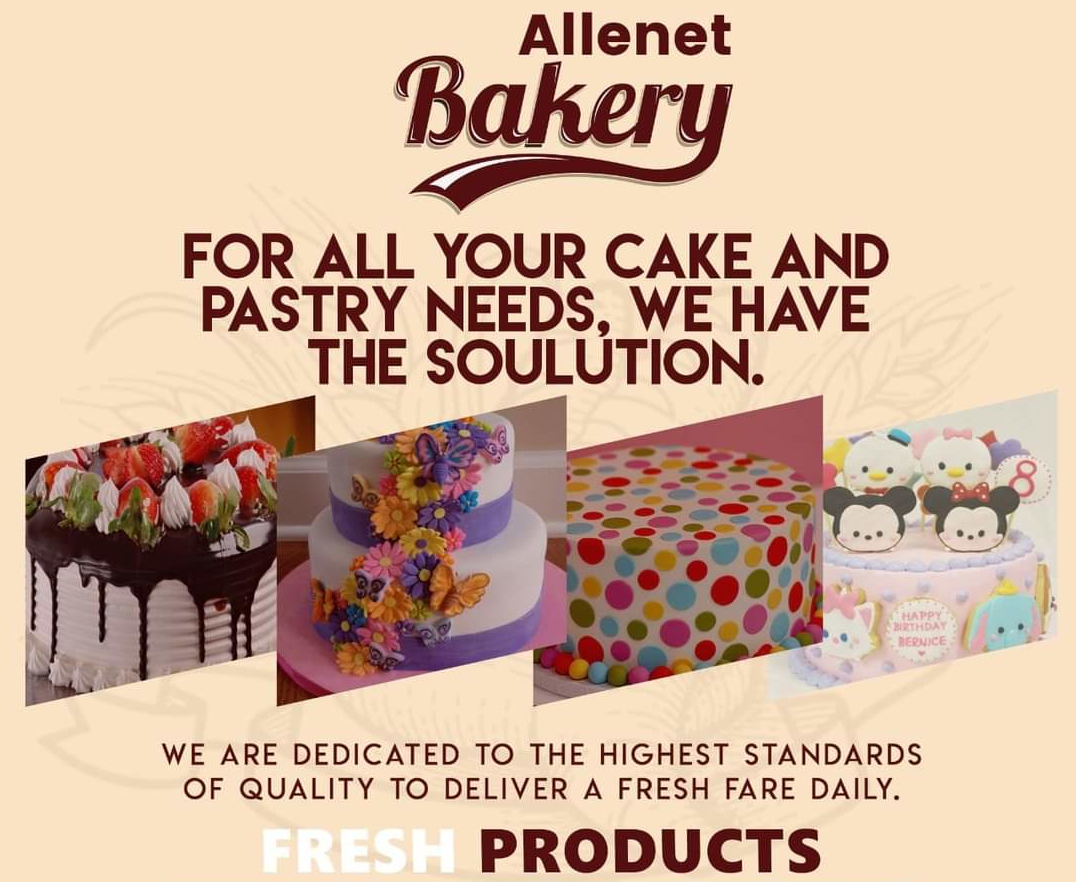 Allenet
Bakery
FOR ALL YOUR CAKE AND
PASTRY NEEDS, WE HAVE
THE SOULUTION.
8
HAPPY
BIRTHDAY
BERNICE
WE ARE DEDICATED TO THE HIGHEST STANDARDS
OF QUALITY TO DELIVER A FRESH FARE DAILY.
FRESH PRODUCTS